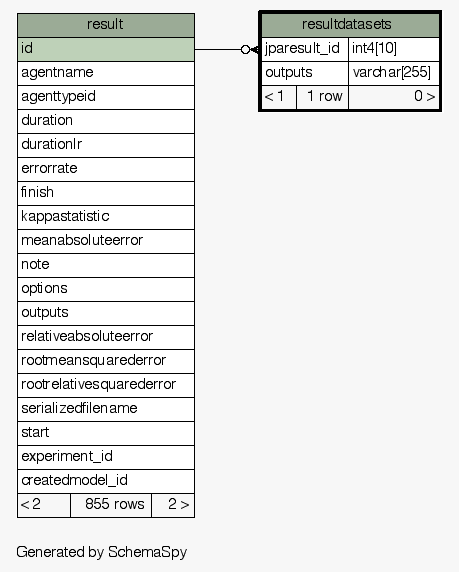 result
id
agentname
agenttypeid
duration
durationlr
errorrate
finish
kappastatistic
meanabsoluteerror
note
options
outputs
relativeabsoluteerror
rootmeansquarederror
rootrelativesquarederror
serializedfilename
start
experiment_id
createdmodel_id
< 2 855 rows 2 >
resultdatasets
jparesult_id int4[10]
outputs varchar[255]
< 1 1 row 0 >
Generated by SchemaSpy